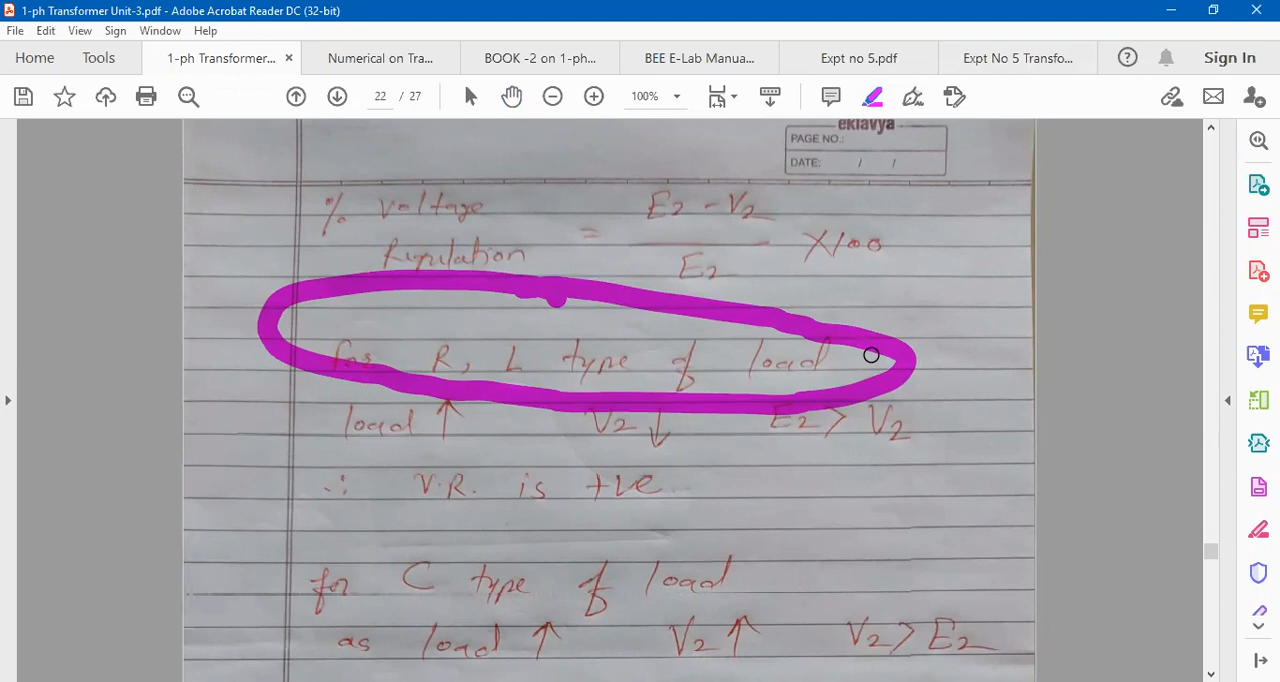 1-ph Transformer Unit-3.pdf - Adobe Acrobat Reader DC (32-bit)
File Edit View Sign Window Help
Home Tools 1-ph Transformer... × Numerical on Tra... BOOK -2 on 1-ph... BEE E-Lab Manua... Expt no 5.pdf Expt No 5 Transfo... Sign In
22 / 27 100%
eklavya
PAGE NO.:
DATE: / /
% Voltage Regulation = E2 - V2 / E2 X100
for R, L type of load
load ↑ V2 ↓ E2 > V2
∴ V.R. is +ve
for C type of load
as load ↑ V2 ↑ V2 > E2